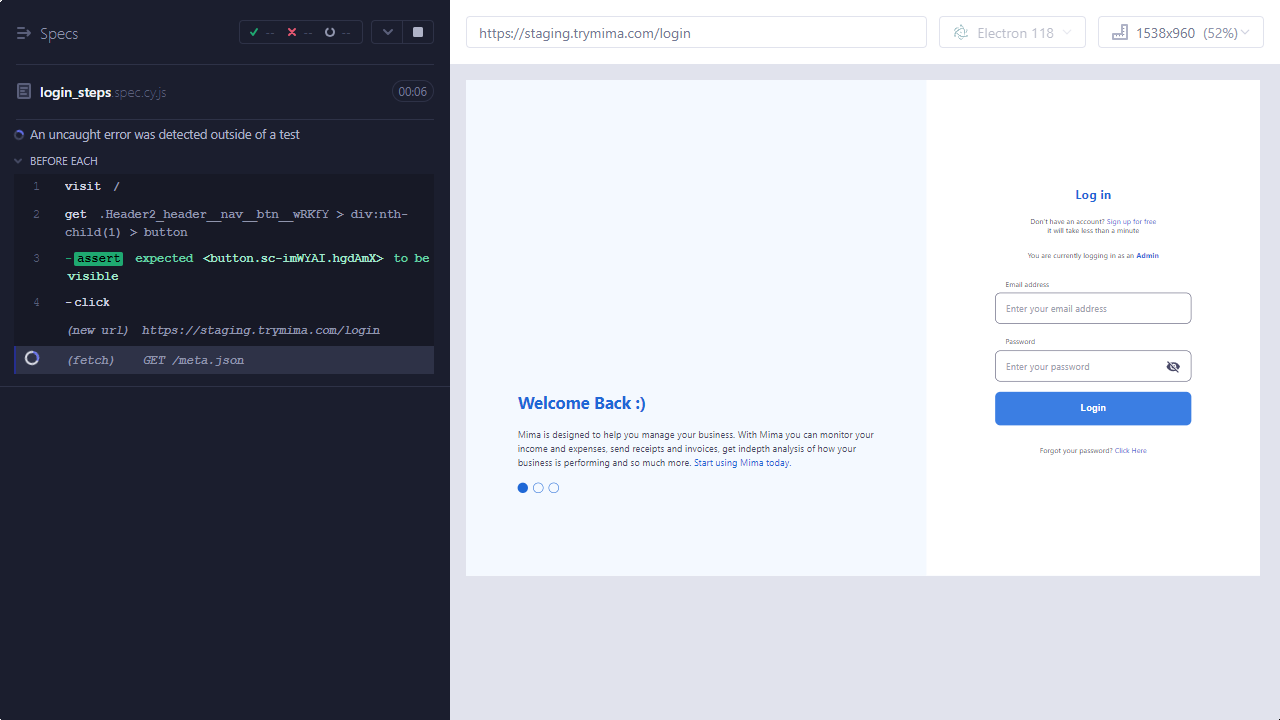 Specs
-- -- --
login_steps.spec.cy.js 00:06
An uncaught error was detected outside of a test
BEFORE EACH
1 visit /
2 get .Header2_header__nav__btn__wRKfY > div:nth-
child(1) > button
3 -assert expected <button.sc-imWYAI.hgdAmX> to be
visible
4 -click
(new url) https://staging.trymima.com/login
(fetch) GET /meta.json
https://staging.trymima.com/login
Electron 118
1538x960 (52%)
Welcome Back :)
Mima is designed to help you manage your business. With Mima you can monitor your
income and expenses, send receipts and invoices, get indepth analysis of how your
business is performing and so much more. Start using Mima today.
Log in
Don't have an account? Sign up for free
it will take less than a minute
You are currently logging in as an Admin
Email address
Enter your email address
Password
Enter your password
Login
Forgot your password? Click Here